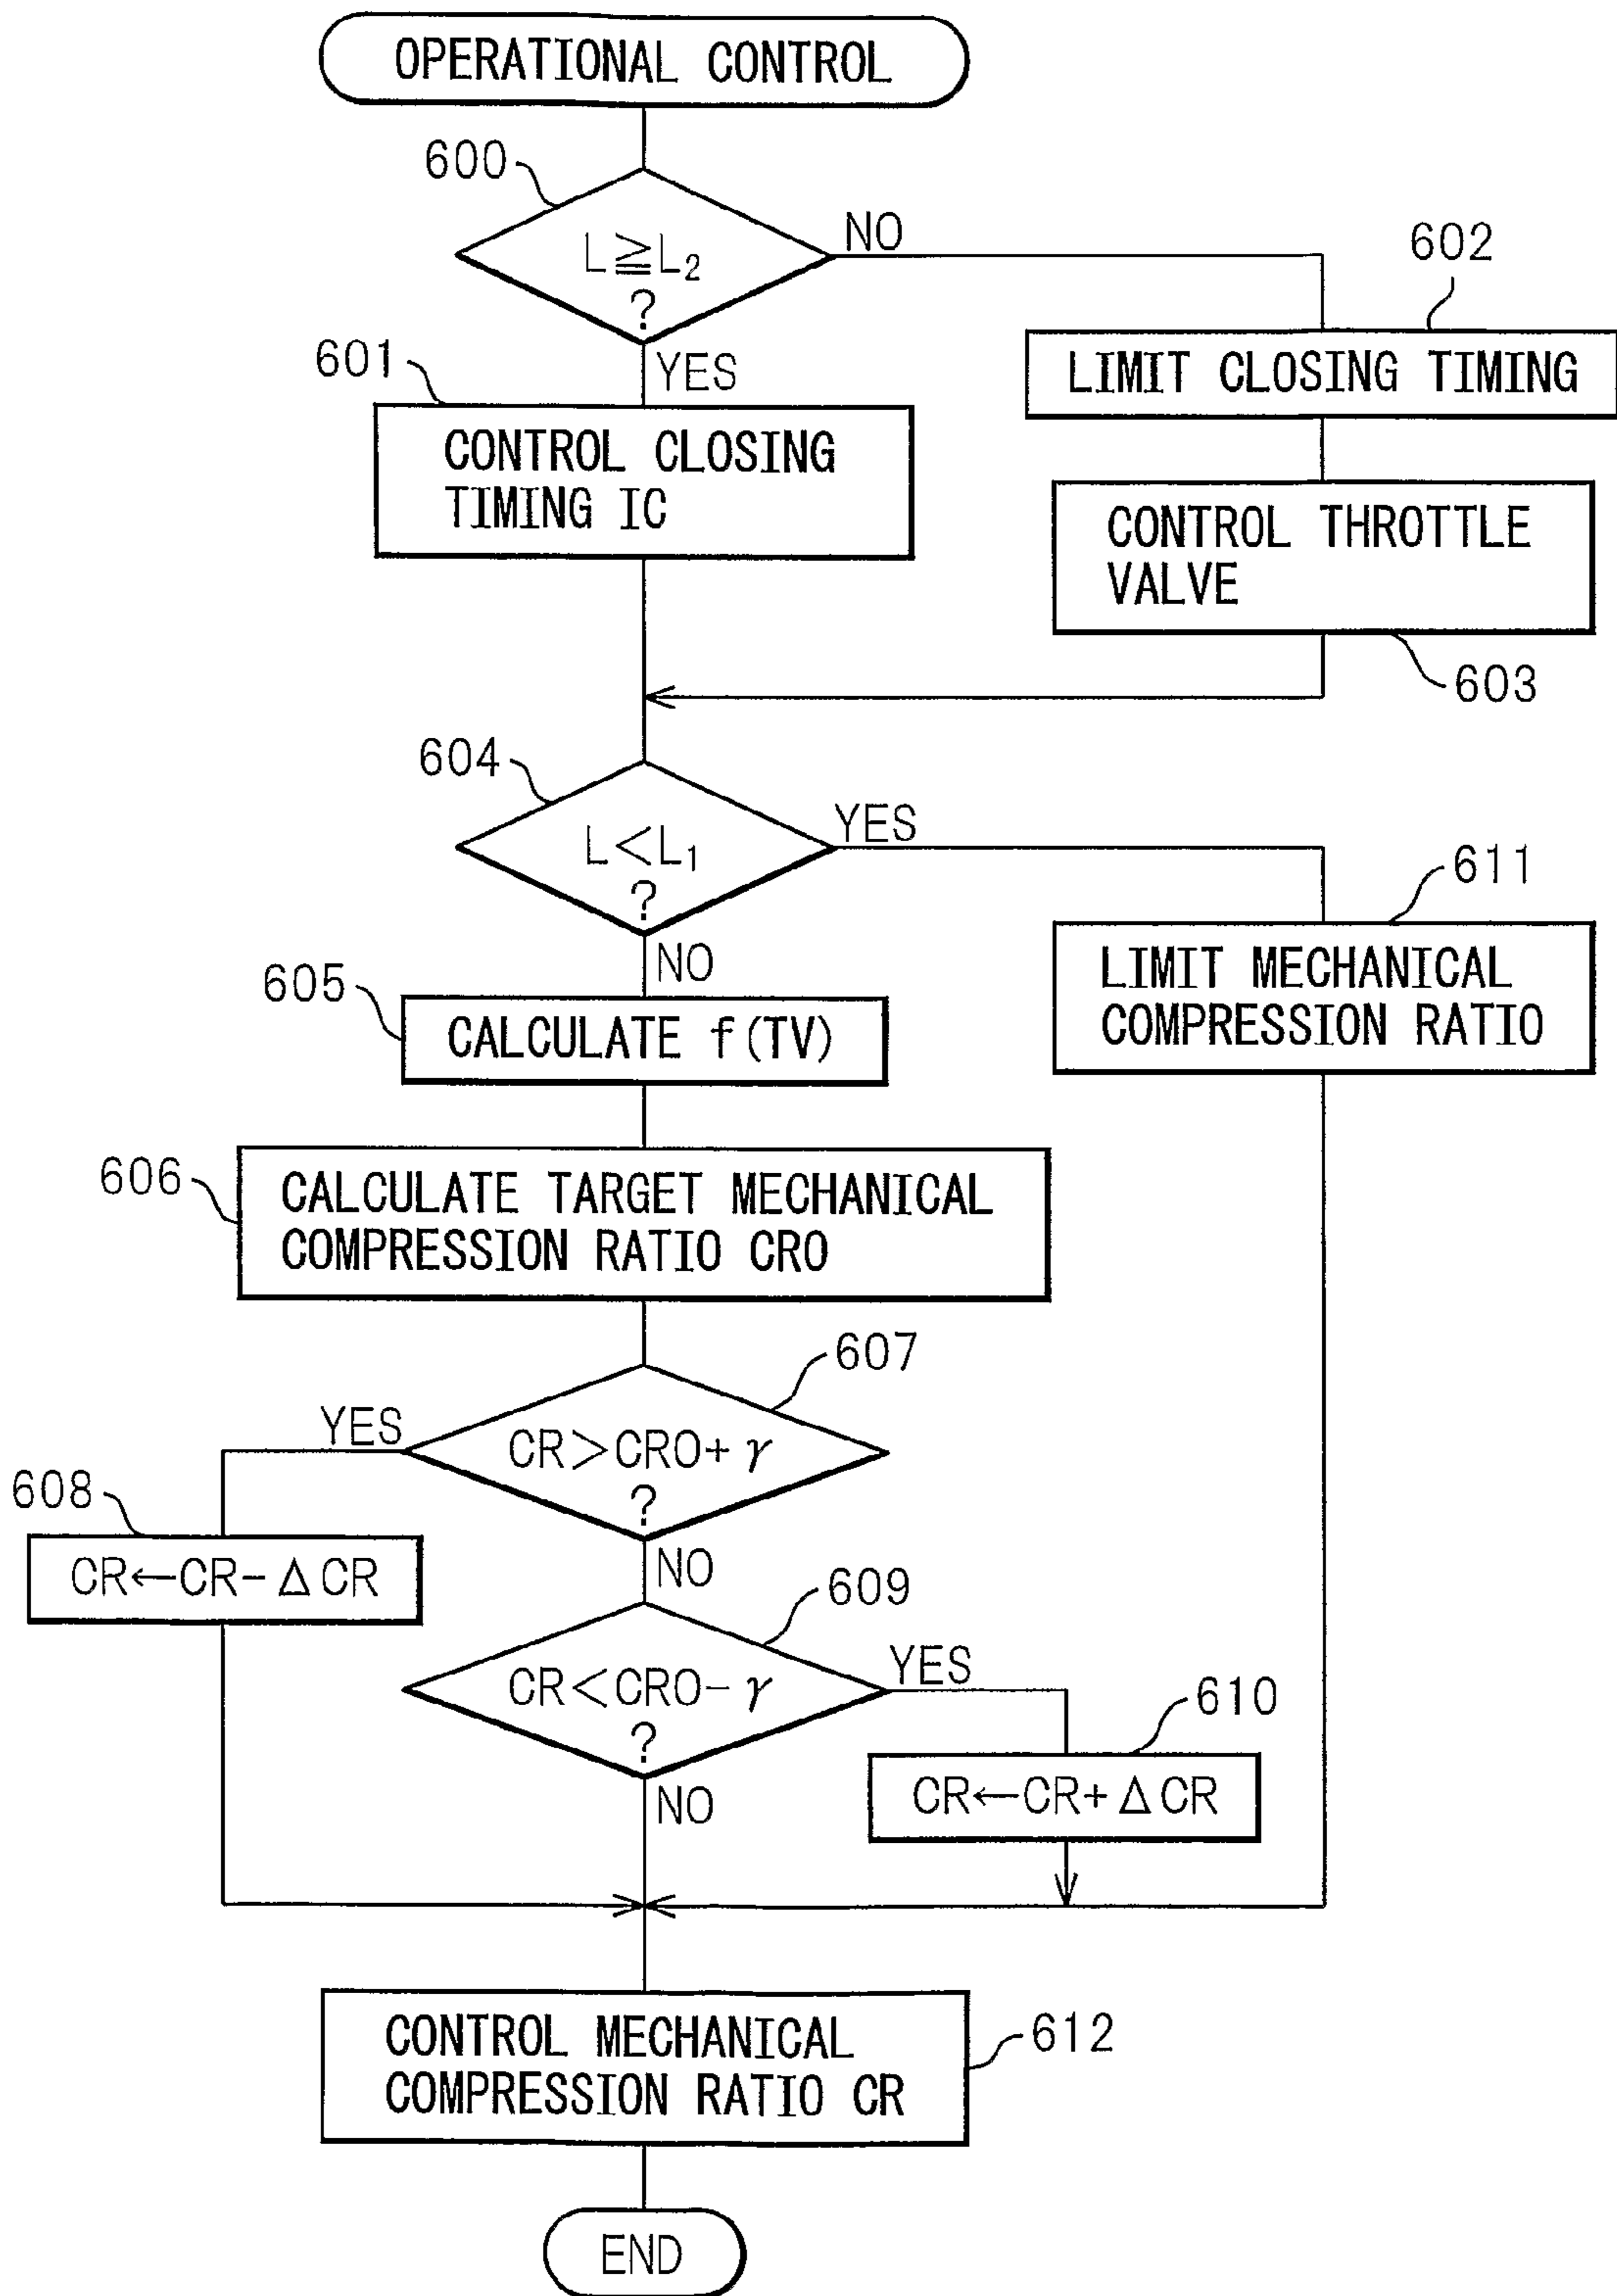 OPERATIONAL CONTROL
600
L≧L₂
?
NO
YES
602
LIMIT CLOSING TIMING
601
CONTROL CLOSING
TIMING IC
CONTROL THROTTLE
VALVE
603
604
L<L₁
?
YES
NO
611
LIMIT MECHANICAL
COMPRESSION RATIO
605
CALCULATE f(TV)
606
CALCULATE TARGET MECHANICAL
COMPRESSION RATIO CRO
607
CR>CRO+γ
?
YES
NO
608
CR←CR-ΔCR
609
CR<CRO-γ
?
YES
NO
610
CR←CR+ΔCR
CONTROL MECHANICAL
COMPRESSION RATIO CR
612
END